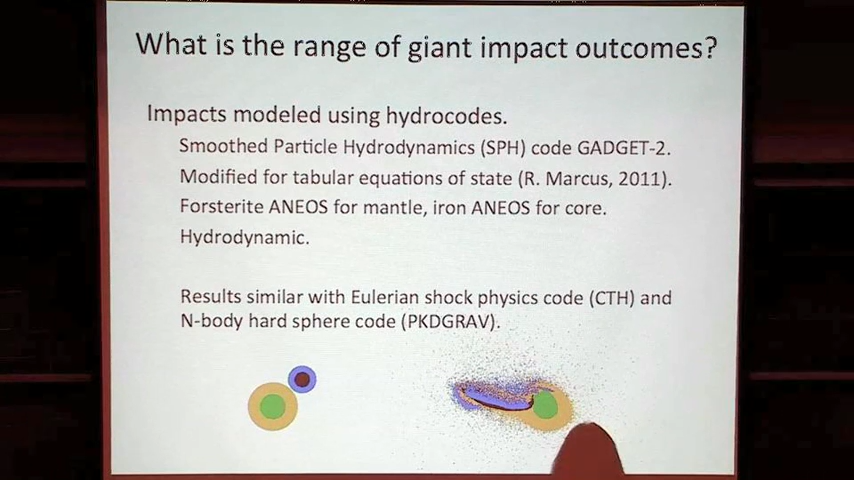 What is the range of giant impact outcomes?
Impacts modeled using hydrocodes.
Smoothed Particle Hydrodynamics (SPH) code GADGET-2.
Modified for tabular equations of state (R. Marcus, 2011).
Forsterite ANEOS for mantle, iron ANEOS for core.
Hydrodynamic.
Results similar with Eulerian shock physics code (CTH) and
N-body hard sphere code (PKDGRAV).